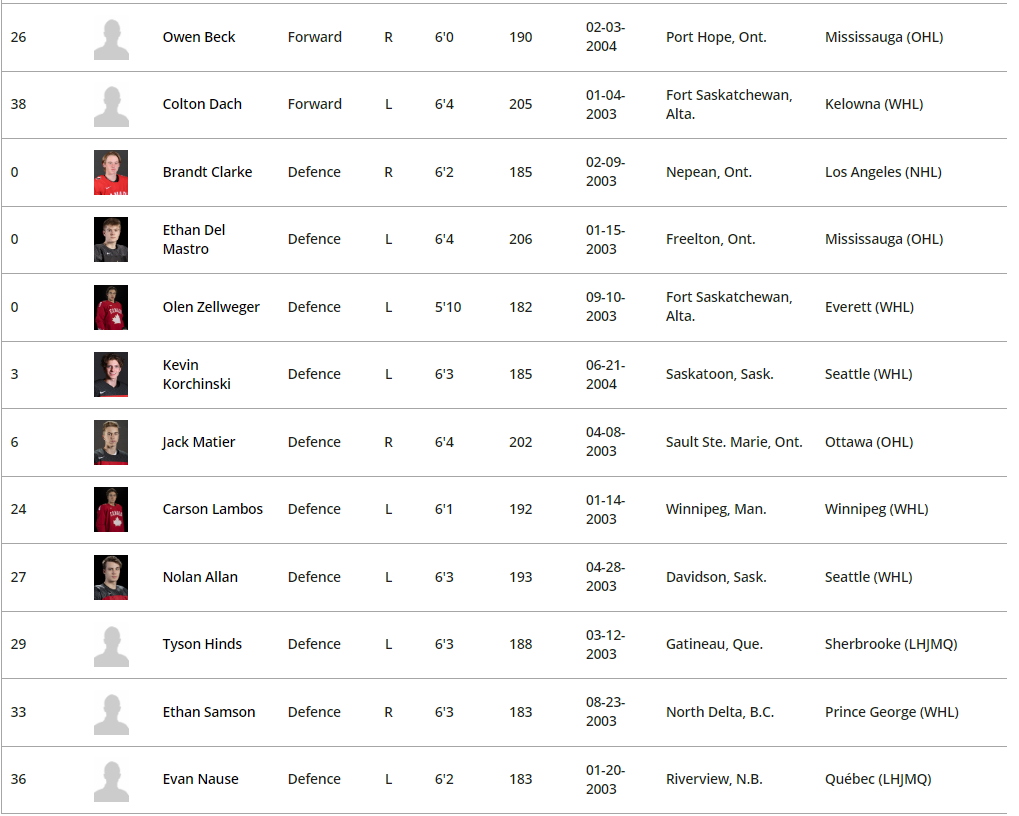 26 Owen Beck Forward R 6'0 190 02-03-2004 Port Hope, Ont. Mississauga (OHL)
38 Colton Dach Forward L 6'4 205 01-04-2003 Fort Saskatchewan, Alta. Kelowna (WHL)
0 Brandt Clarke Defence R 6'2 185 02-09-2003 Nepean, Ont. Los Angeles (NHL)
0 Ethan Del Mastro Defence L 6'4 206 01-15-2003 Freelton, Ont. Mississauga (OHL)
0 Olen Zellweger Defence L 5'10 182 09-10-2003 Fort Saskatchewan, Alta. Everett (WHL)
3 Kevin Korchinski Defence L 6'3 185 06-21-2004 Saskatoon, Sask. Seattle (WHL)
6 Jack Matier Defence R 6'4 202 04-08-2003 Sault Ste. Marie, Ont. Ottawa (OHL)
24 Carson Lambos Defence L 6'1 192 01-14-2003 Winnipeg, Man. Winnipeg (WHL)
27 Nolan Allan Defence L 6'3 193 04-28-2003 Davidson, Sask. Seattle (WHL)
29 Tyson Hinds Defence L 6'3 188 03-12-2003 Gatineau, Que. Sherbrooke (LHJMQ)
33 Ethan Samson Defence R 6'3 183 08-23-2003 North Delta, B.C. Prince George (WHL)
36 Evan Nause Defence L 6'2 183 01-20-2003 Riverview, N.B. Québec (LHJMQ)